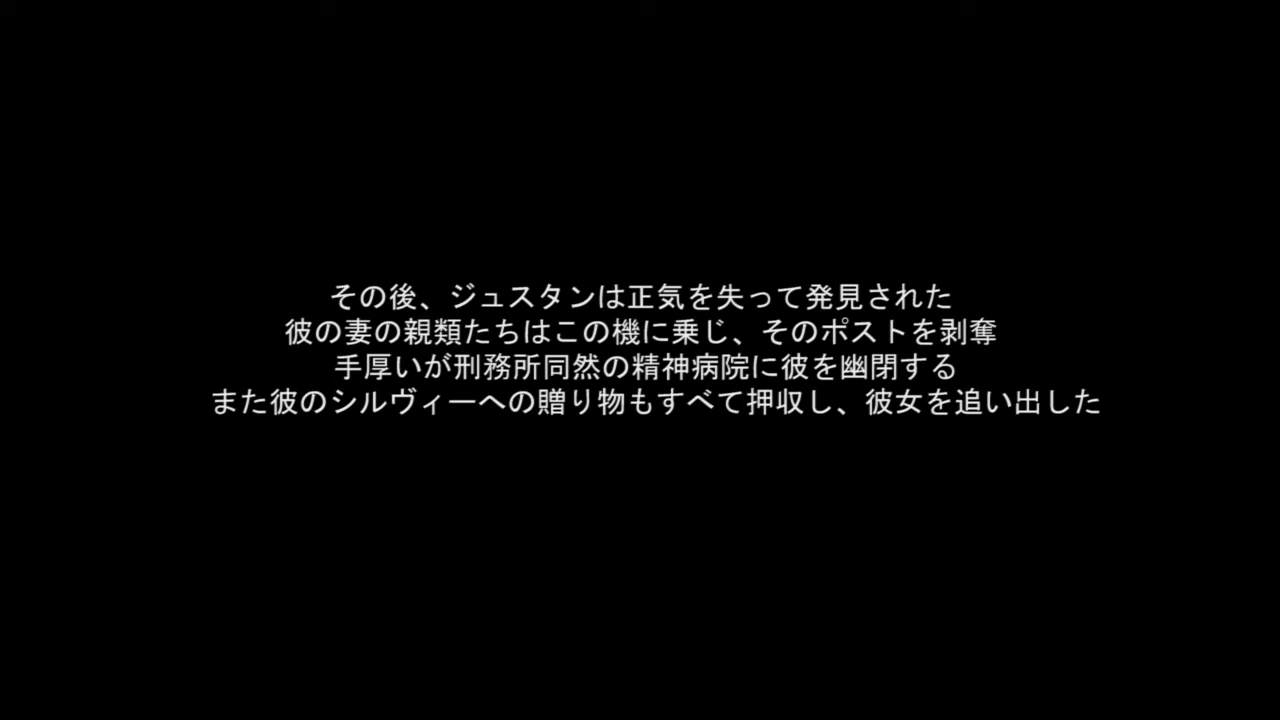 その後、ジュスタンは正気を失って発見された
彼の妻の親類たちはこの機に乗じ、そのポストを剥奪
手厚いが刑務所同然の精神病院に彼を幽閉する
また彼のシルヴィーへの贈り物もすべて押収し、彼女を追い出した